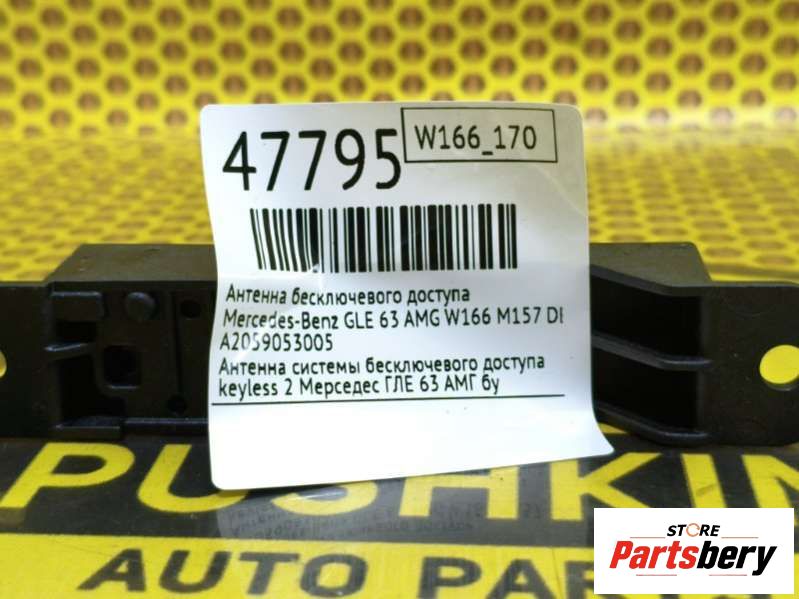 47795
W166_170
Антенна бесключевого доступа
Mercedes-Benz GLE 63 AMG W166 M157 DE
A2059053005
Антенна системы бесключевого доступа
keyless 2 Мерседес ГЛЕ 63 АМГ бу
PUSHKIN
AUTO PAR
STORE
Partsbery